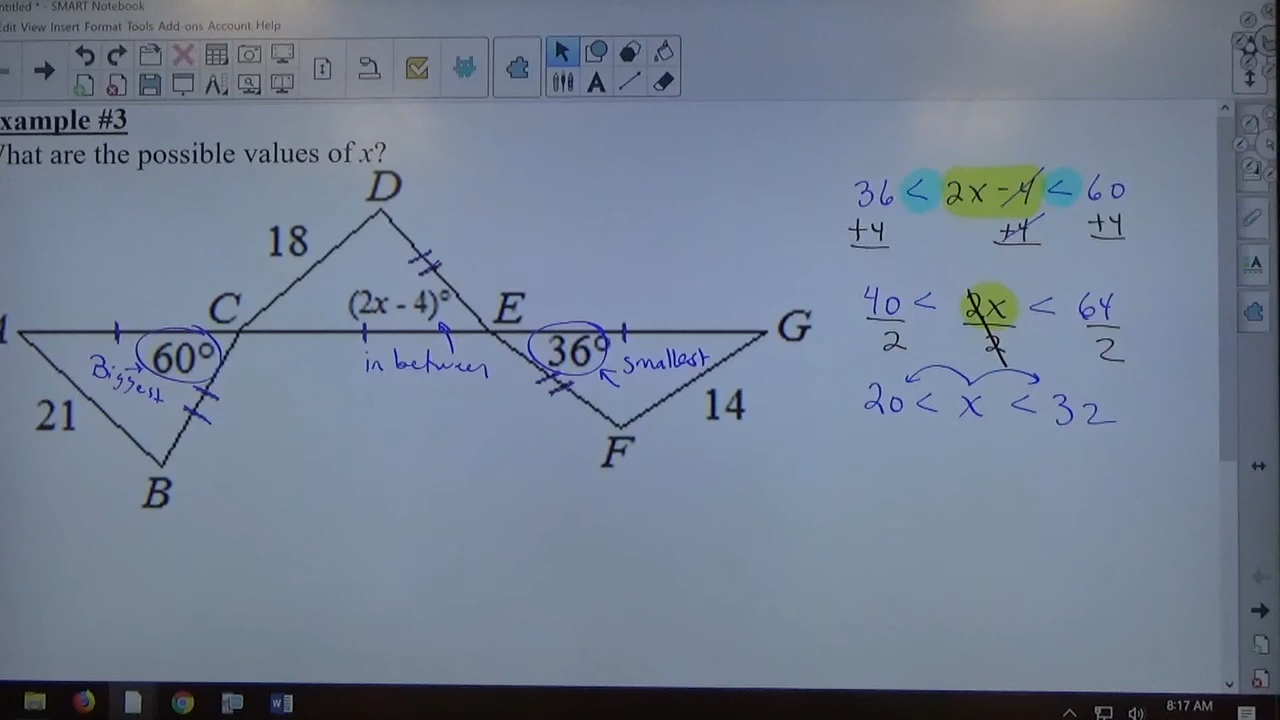 ntitled * - SMART Notebook
Edit View Insert Format Tools Add-ons Account Help
xample #3
What are the possible values of x?
D
18
C
(2x - 4)°
E
G
60°
Biggest
in between
36°
smallest
21
14
F
B
36 < 2x - 4 < 60
+4 +4 +4
40 < 2x < 64
2 2 2
20 < x < 32
8:17 AM